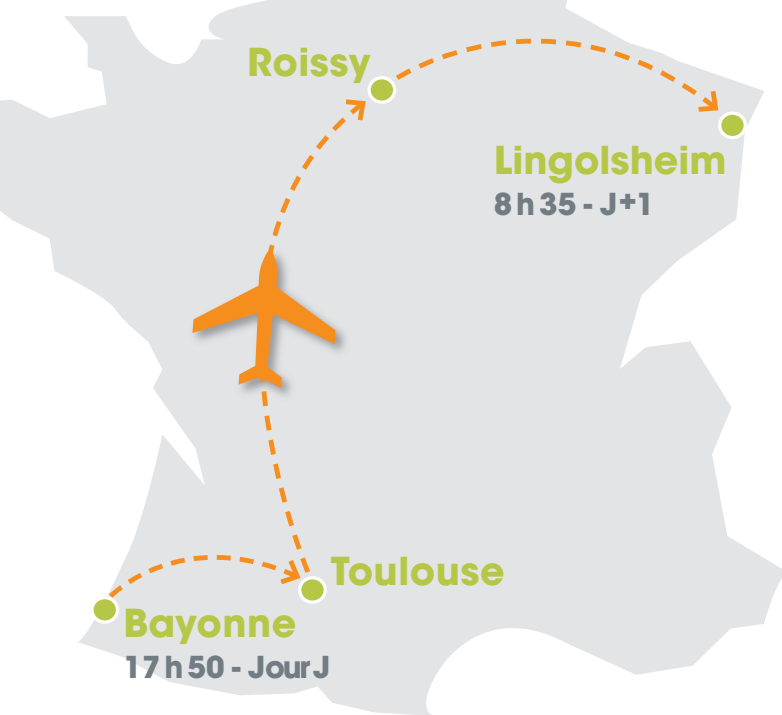 Roissy
Lingolsheim
8 h 35 - J+1
Toulouse
Bayonne
17 h 50 - Jour J